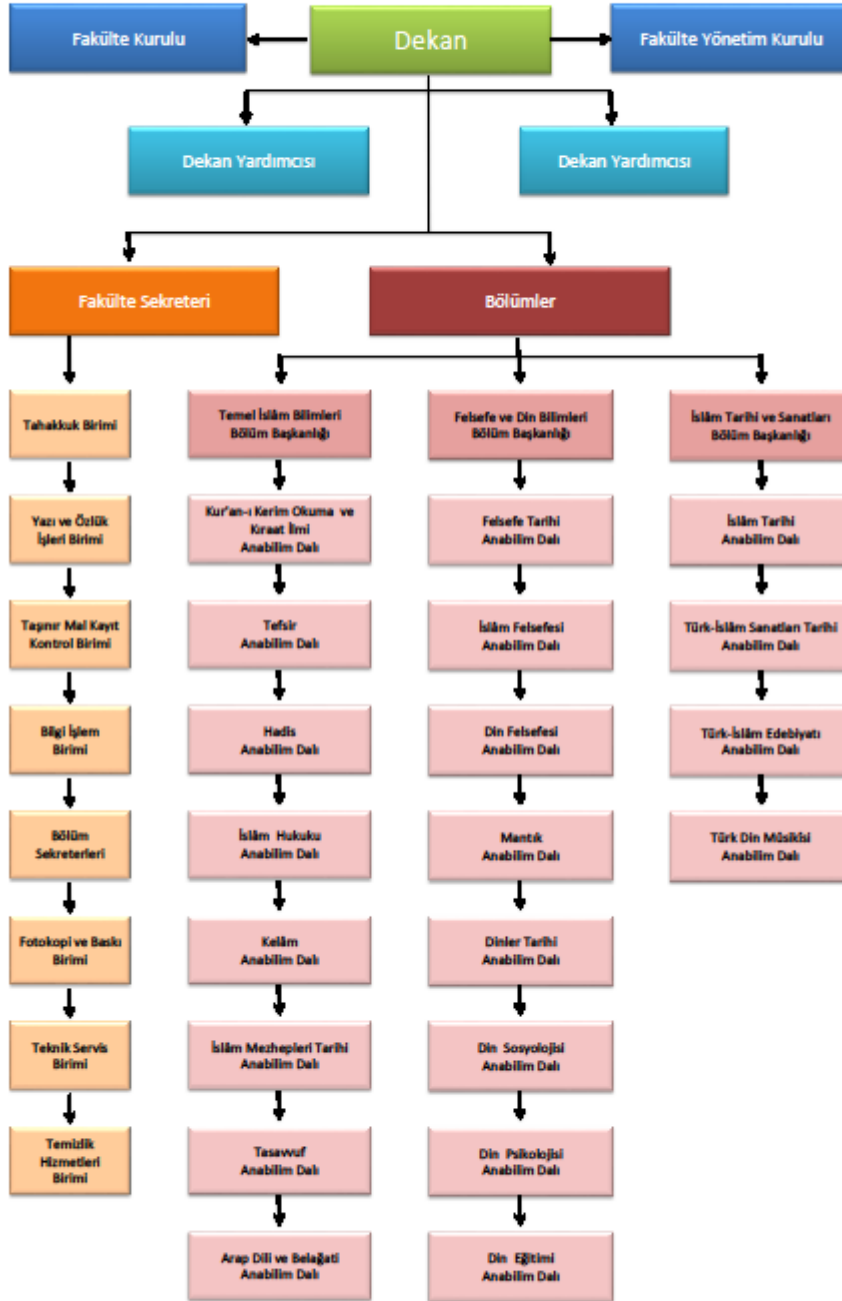 Fakülte Kurulu
Dekan
Fakülte Yönetim Kurulu
Dekan Yardımcısı
Dekan Yardımcısı
Fakülte Sekreteri
Bölümler
Tahakkuk Birimi
Yazı ve Özlük
İşleri Birimi
Taşınır Mal Kayıt
Kontrol Birimi
Bilgi İşlem
Birimi
Bölüm
Sekreterleri
Fotokopi ve Baskı
Birimi
Teknik Servis
Birimi
Temizlik
Hizmetleri
Birimi
Temel İslâm Bilimleri
Bölüm Başkanlığı
Kur'an-ı Kerim Okuma ve
Kıraat İlmi
Anabilim Dalı
Tefsir
Anabilim Dalı
Hadis
Anabilim Dalı
İslâm Hukuku
Anabilim Dalı
Kelâm
Anabilim Dalı
İslâm Mezhepleri Tarihi
Anabilim Dalı
Tasavvuf
Anabilim Dalı
Arap Dili ve Belağati
Anabilim Dalı
Felsefe ve Din Bilimleri
Bölüm Başkanlığı
Felsefe Tarihi
Anabilim Dalı
İslâm Felsefesi
Anabilim Dalı
Din Felsefesi
Anabilim Dalı
Mantık
Anabilim Dalı
Dinler Tarihi
Anabilim Dalı
Din Sosyolojisi
Anabilim Dalı
Din Psikolojisi
Anabilim Dalı
Din Eğitimi
Anabilim Dalı
İslâm Tarihi ve Sanatları
Bölüm Başkanlığı
İslâm Tarihi
Anabilim Dalı
Türk-İslâm Sanatları Tarihi
Anabilim Dalı
Türk-İslâm Edebiyatı
Anabilim Dalı
Türk Din Mûsikîsi
Anabilim Dalı